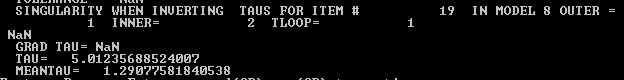 SINGULARITY WHEN INVERTING TAUS FOR ITEM # 19 IN MODEL 8 OUTER =
1 INNER= 2 TLOOP= 1
NaN
GRAD TAU= NaN
TAU= 5.01235688524007
MEANTAU= 1.29077581840538